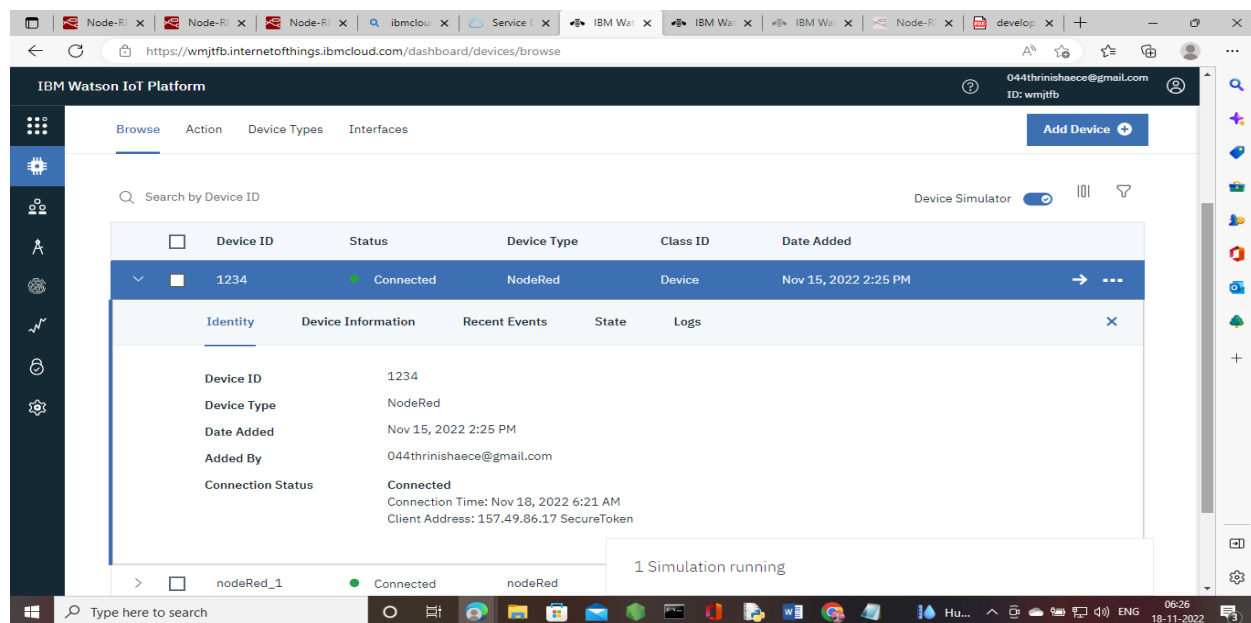 Node-RE
Node-RE
Node-RE
ibmclou
Service D
IBM Wat
IBM Wat
IBM Wat
Node-R
develop
https://wmjtfb.internetofthings.ibmcloud.com/dashboard/devices/browse
IBM Watson IoT Platform
044thrinishaece@gmail.com
ID: wmjtfb
Browse Action Device Types Interfaces
Add Device
Search by Device ID
Device Simulator
Device ID Status Device Type Class ID Date Added
1234 Connected NodeRed Device Nov 15, 2022 2:25 PM
Identity Device Information Recent Events State Logs
Device ID 1234
Device Type NodeRed
Date Added Nov 15, 2022 2:25 PM
Added By 044thrinishaece@gmail.com
Connection Status Connected
Connection Time: Nov 18, 2022 6:21 AM
Client Address: 157.49.86.17 SecureToken
1 Simulation running
nodeRed_1 Connected nodeRed
Type here to search
Hu...
ENG
06:26
18-11-2022
3